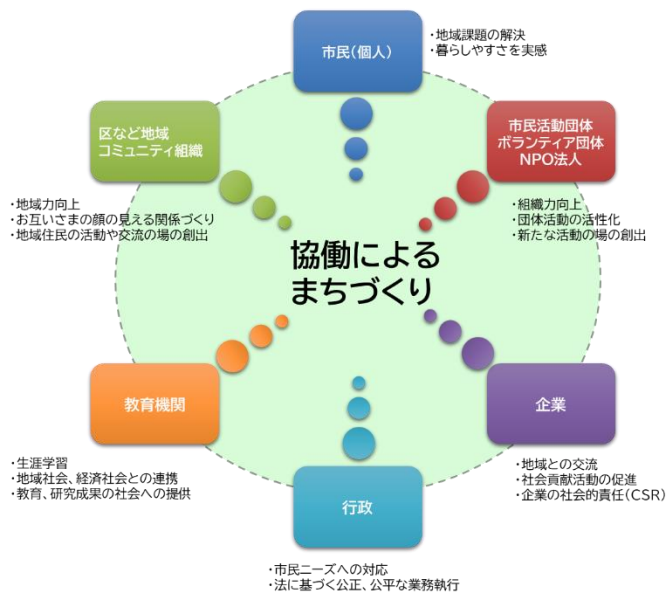 市民(個人)
・地域課題の解決
・暮らしやすさを実感
区など地域
コミュニティ組織
・地域力向上
・お互いさまの顔の見える関係づくり
・地域住民の活動や交流の場の創出
市民活動団体
ボランティア団体
NPO法人
・組織力向上
・団体活動の活性化
・新たな活動の場の創出
協働による
まちづくり
教育機関
・生涯学習
・地域社会、経済社会との連携
・教育、研究成果の社会への提供
企業
・地域との交流
・社会貢献活動の促進
・企業の社会的責任(CSR)
行政
・市民ニーズへの対応
・法に基づく公正、公平な業務執行